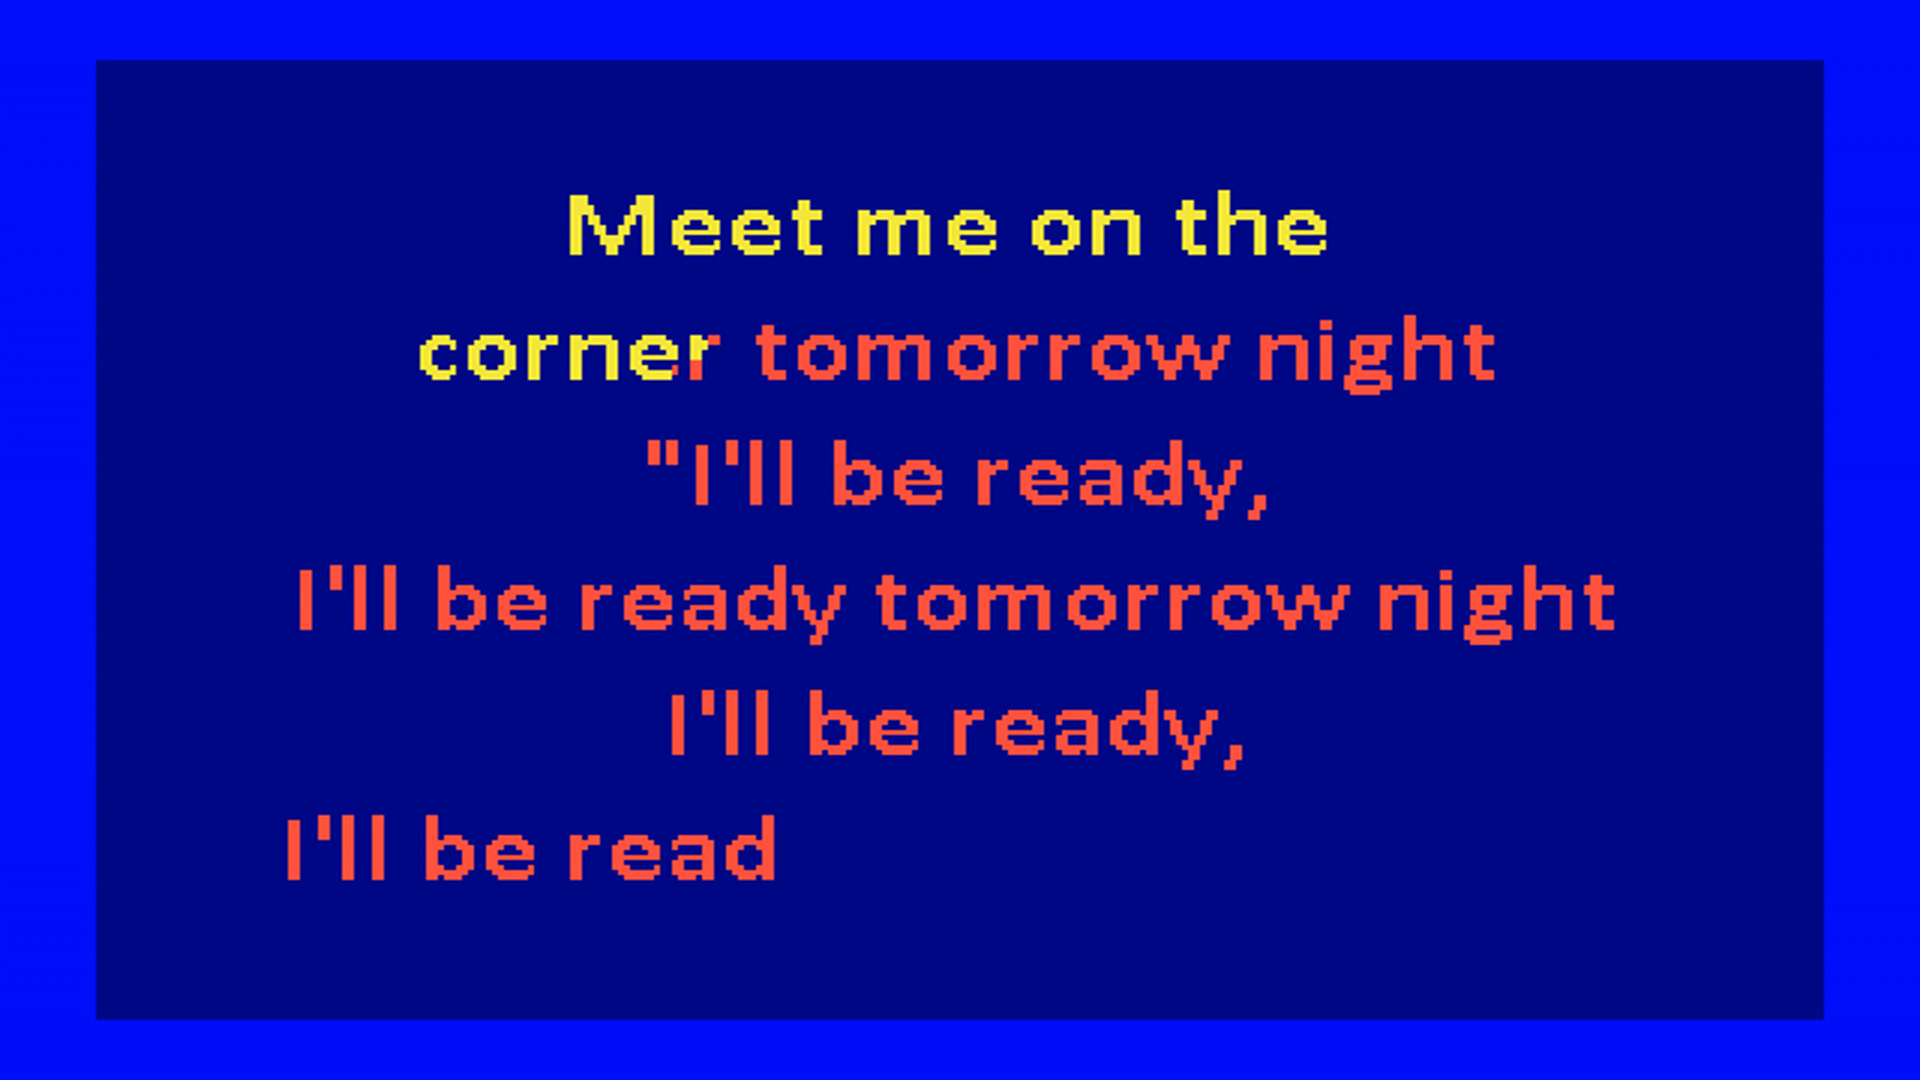 Meet me on the
corner tomorrow night
"I'll be ready,
I'll be ready tomorrow night
I'll be ready,
I'll be read